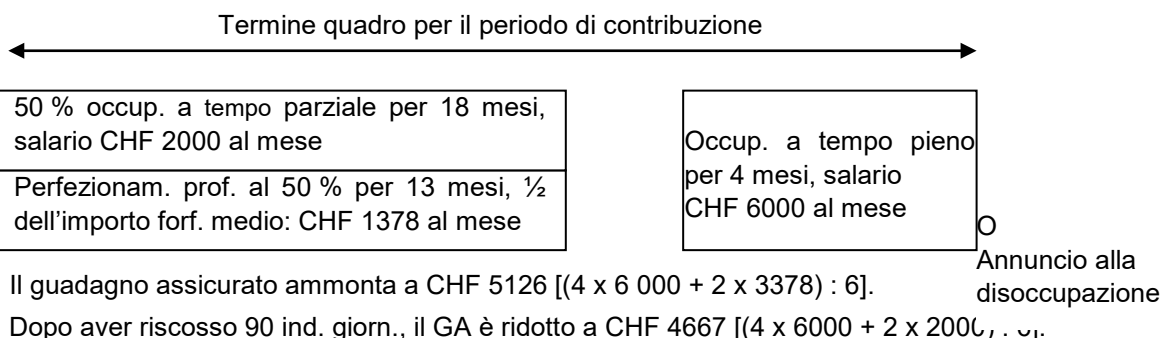 Termine quadro per il periodo di contribuzione
50 % occup. a tempo parziale per 18 mesi,
salario CHF 2000 al mese
Perfezionam. prof. al 50 % per 13 mesi, ½
dell’importo forf. medio: CHF 1378 al mese
Occup. a tempo pieno
per 4 mesi, salario
CHF 6000 al mese
O
Annuncio alla
disoccupazione
Il guadagno assicurato ammonta a CHF 5126 [(4 x 6 000 + 2 x 3378) : 6].
Dopo aver riscosso 90 ind. giorn., il GA è ridotto a CHF 4667 [(4 x 6000 + 2 x 2000) : 6].